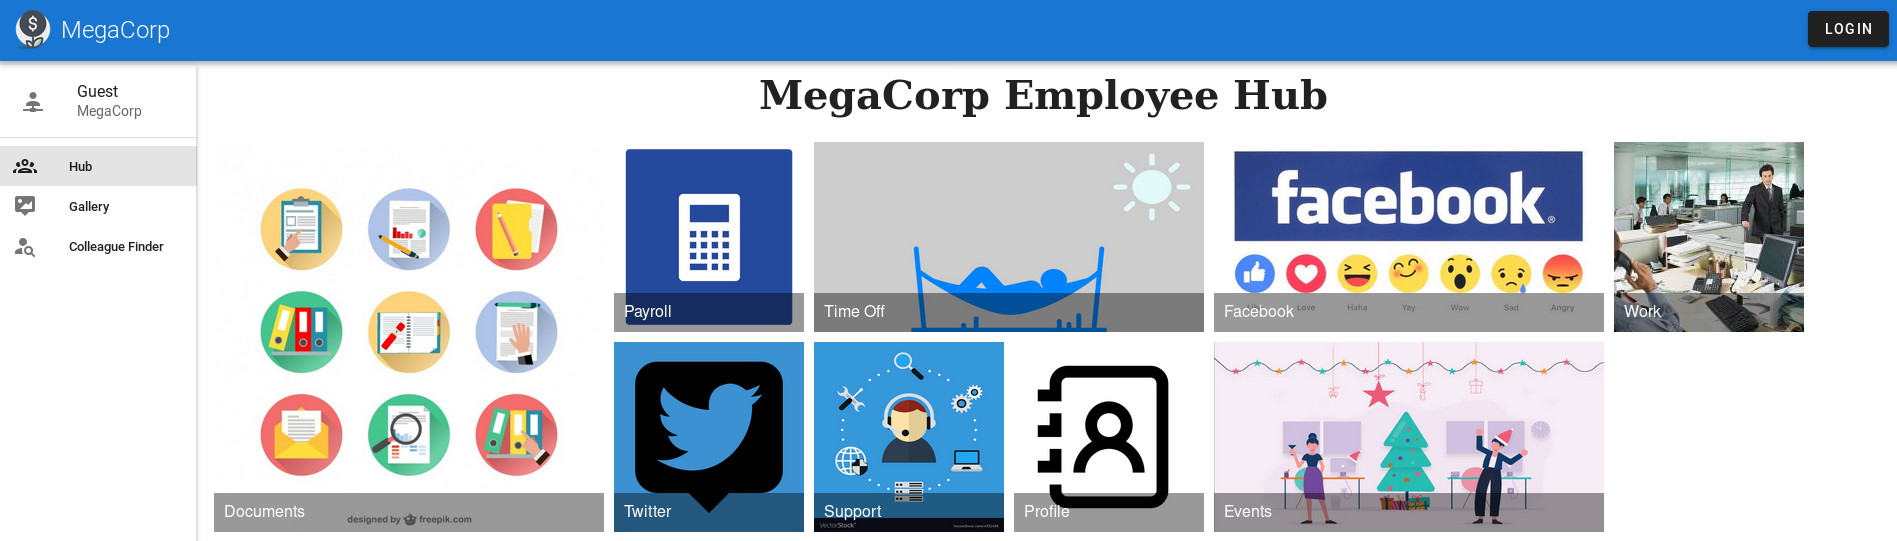 $
MegaCorp
LOGIN
Guest
MegaCorp
Hub
Gallery
Colleague Finder
MegaCorp Employee Hub
Documents
designed by freepik.com
Payroll
Time Off
facebook®
Love
Haha
Yay
Wow
Sad
Angry
Facebook
Work
Twitter
Support
VectorStock
Profile
Events